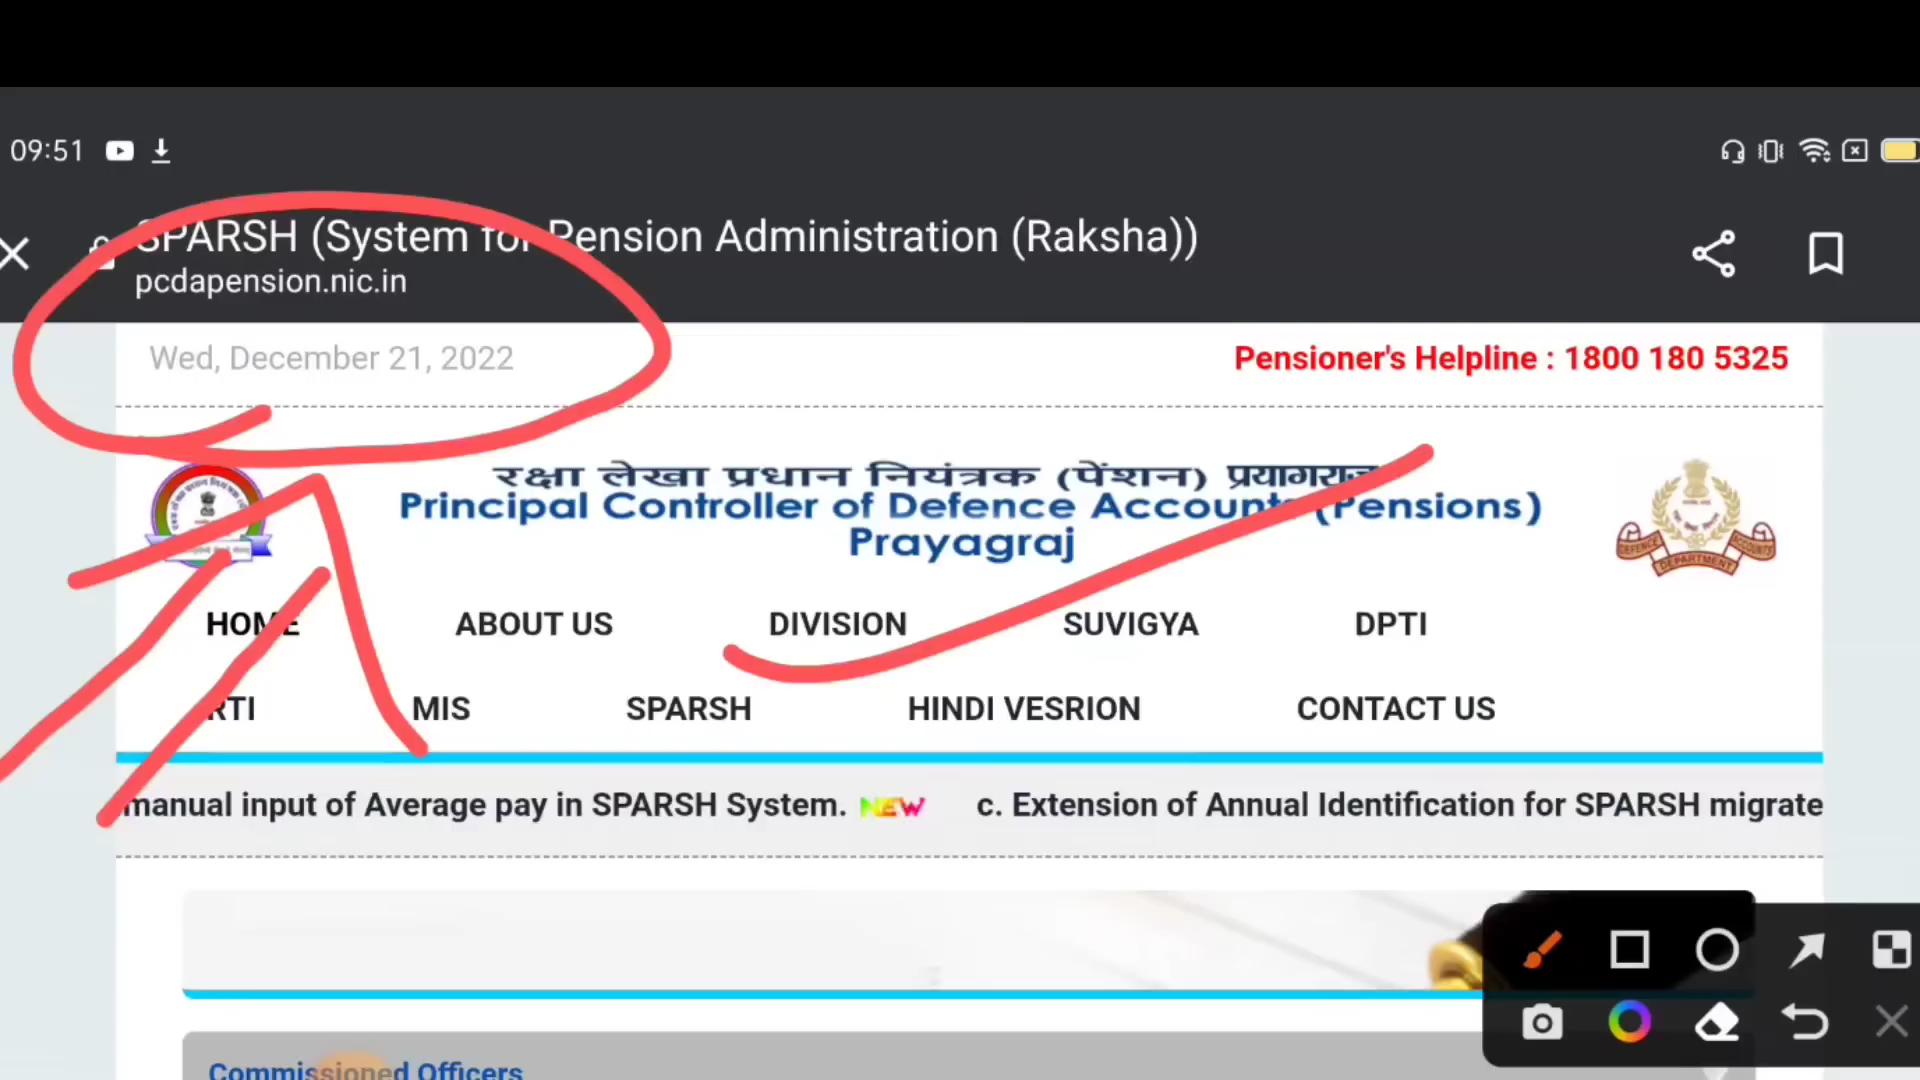 09:51
SPARSH (System for Pension Administration (Raksha))
pcdapension.nic.in
Wed, December 21, 2022
Pensioner's Helpline : 1800 180 5325
रक्षा लेखा प्रधान नियंत्रक (पेंशन) प्रयागराज
Principal Controller of Defence Accounts (Pensions)
Prayagraj
DEFENCE ACCOUNTS
DEPARTMENT
HOME ABOUT US DIVISION SUVIGYA DPTI
RTI MIS SPARSH HINDI VESRION CONTACT US
manual input of Average pay in SPARSH System. NEW c. Extension of Annual Identification for SPARSH migrate
Commissioned Officers